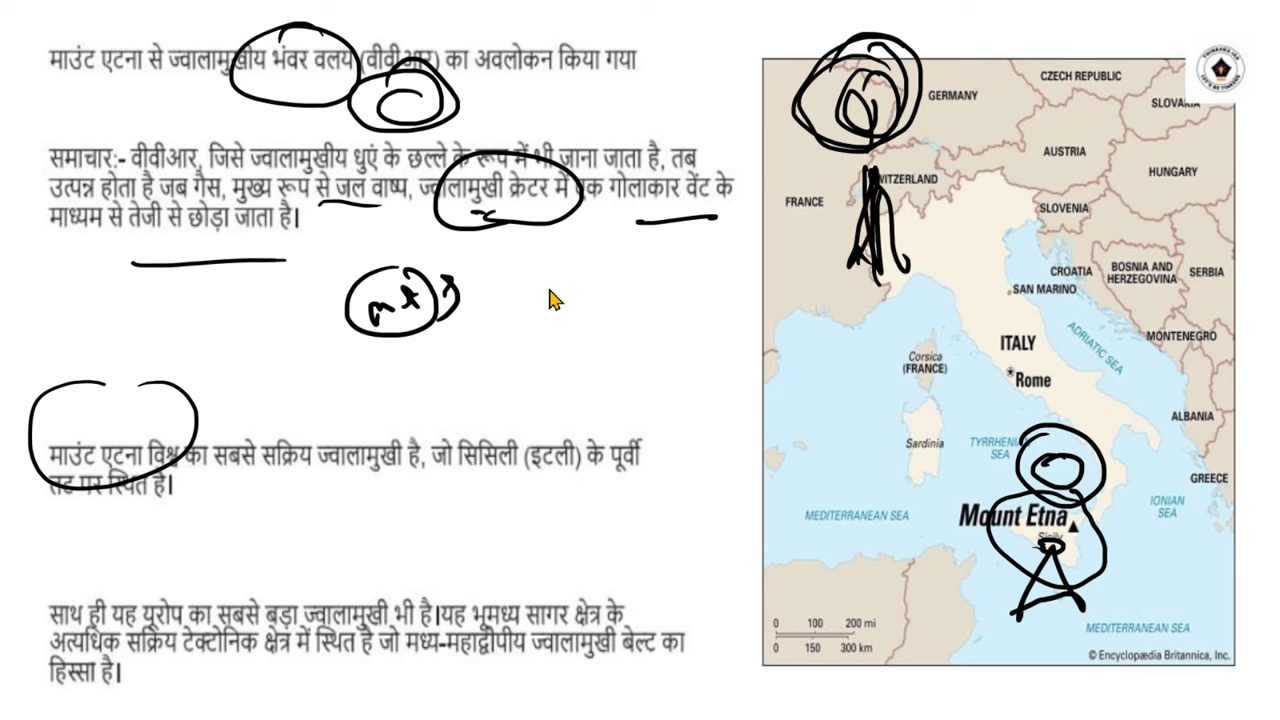 माउंट एटना से ज्वालामुखीय भंवर वलय (वीवीआर) का अवलोकन किया गया
समाचार:- वीवीआर, जिसे ज्वालामुखीय धुएं के छल्ले के रूप में भी जाना जाता है, तब
उत्पन्न होता है जब गैस, मुख्य रूप से जल वाष्प, ज्वालामुखी क्रेटर में एक गोलाकार वेंट के
माध्यम से तेजी से छोड़ा जाता है।
माउंट एटना विश्व का सबसे सक्रिय ज्वालामुखी है, जो सिसिली (इटली) के पूर्वी
तट पर स्थित है।
साथ ही यह यूरोप का सबसे बड़ा ज्वालामुखी भी है।यह भूमध्य सागर क्षेत्र के
अत्यधिक सक्रिय टेक्टोनिक क्षेत्र में स्थित है जो मध्य-महाद्वीपीय ज्वालामुखी बेल्ट का
हिस्सा है।
CZECH REPUBLIC
GERMANY
SLOVAKIA
AUSTRIA
HUNGARY
SWITZERLAND
FRANCE
SLOVENIA
CROATIA
BOSNIA AND
HERZEGOVINA
SERBIA
SAN MARINO
MONTENEGRO
ITALY
ADRIATIC SEA
Corsica
(FRANCE)
Rome
ALBANIA
Sardinia
TYRRHENIAN
SEA
GREECE
IONIAN
SEA
MEDITERRANEAN SEA
Mount Etna
Sicily
0 100 200 mi
0 150 300 km
MEDITERRANEAN SEA
© Encyclopædia Britannica, Inc.